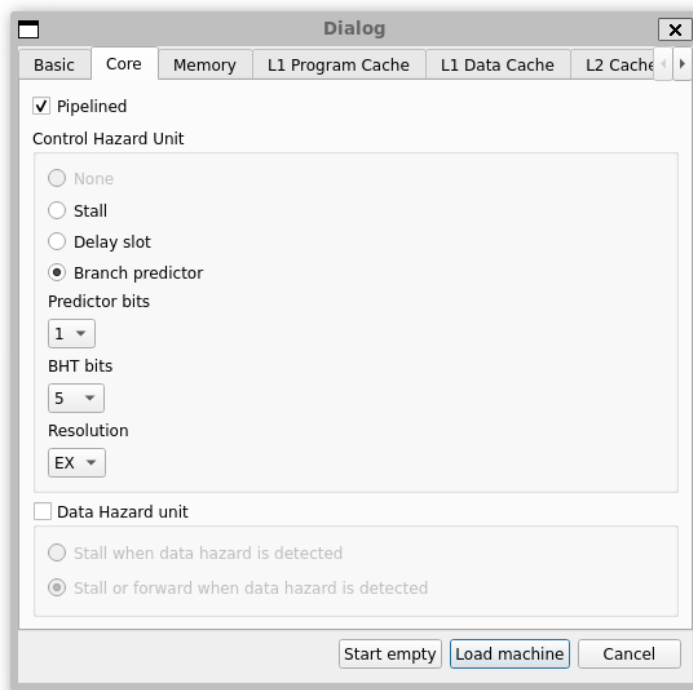 Dialog
Basic Core Memory L1 Program Cache L1 Data Cache L2 Cache
Pipelined
Control Hazard Unit
None
Stall
Delay slot
Branch predictor
Predictor bits
1
BHT bits
5
Resolution
EX
Data Hazard unit
Stall when data hazard is detected
Stall or forward when data hazard is detected
Start empty Load machine Cancel